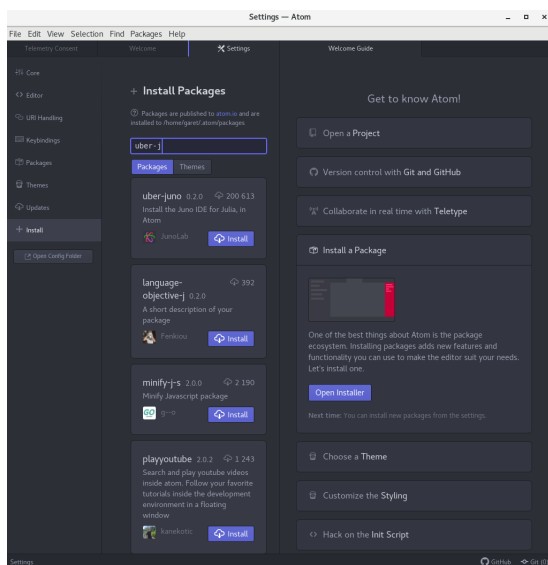 Settings — Atom
File Edit View Selection Find Packages Help
Telemetry Consent
Welcome
Settings
Welcome Guide
Core
Editor
URI Handling
Keybindings
Packages
Themes
Updates
Install
Open Config Folder
Install Packages
Packages are published to atom.io and are
installed to /home/garet/.atom/packages
uber-j
Packages Themes
uber-juno 0.2.0 200 613
Install the Juno IDE for Julia, in
Atom
JunoLab Install
language-
objective-j 0.2.0 392
A short description of your
package
Fenkiou Install
minify-j-s 2.0.0 2 190
Minify Javascript package
GO g--o Install
playyoutube 2.0.2 1 243
Search and play youtube videos
inside atom. Follow your favorite
tutorials inside the development
environment in a floating
window
kanekotic Install
Get to know Atom!
Open a Project
Version control with Git and GitHub
Collaborate in real time with Teletype
Install a Package
One of the best things about Atom is the package
ecosystem. Installing packages adds new features and
functionality you can use to make the editor suit your needs.
Let's install one.
Open Installer
Next time: You can install new packages from the settings.
Choose a Theme
Customize the Styling
Hack on the Init Script
Settings
GitHub Git (0)